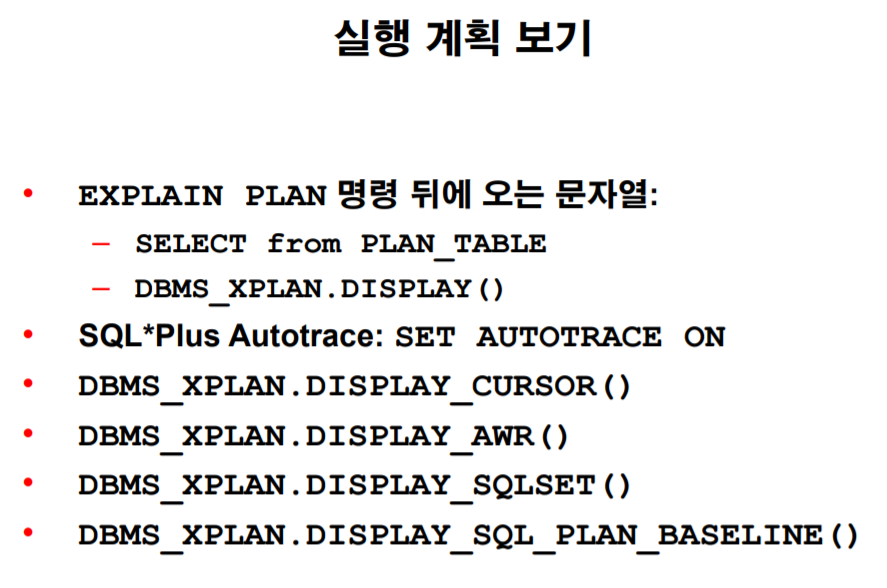 실행 계획 보기
• EXPLAIN PLAN 명령 뒤에 오는 문자열:
– SELECT from PLAN_TABLE
– DBMS_XPLAN.DISPLAY()
• SQL*Plus Autotrace: SET AUTOTRACE ON
• DBMS_XPLAN.DISPLAY_CURSOR()
• DBMS_XPLAN.DISPLAY_AWR()
• DBMS_XPLAN.DISPLAY_SQLSET()
• DBMS_XPLAN.DISPLAY_SQL_PLAN_BASELINE()